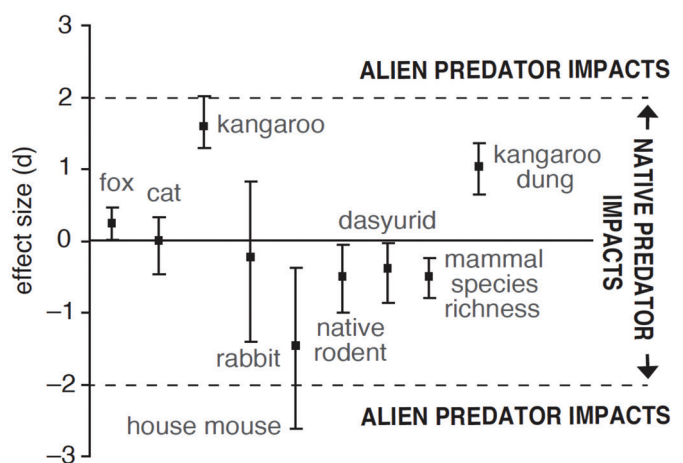 3
ALIEN PREDATOR IMPACTS
2
kangaroo
kangaroo
dung
1
fox
cat
dasyurid
0
mammal
species
richness
−1
native
rodent
rabbit
−2
house mouse
ALIEN PREDATOR IMPACTS
−3
effect size (d)
NATIVE PREDATOR
IMPACTS